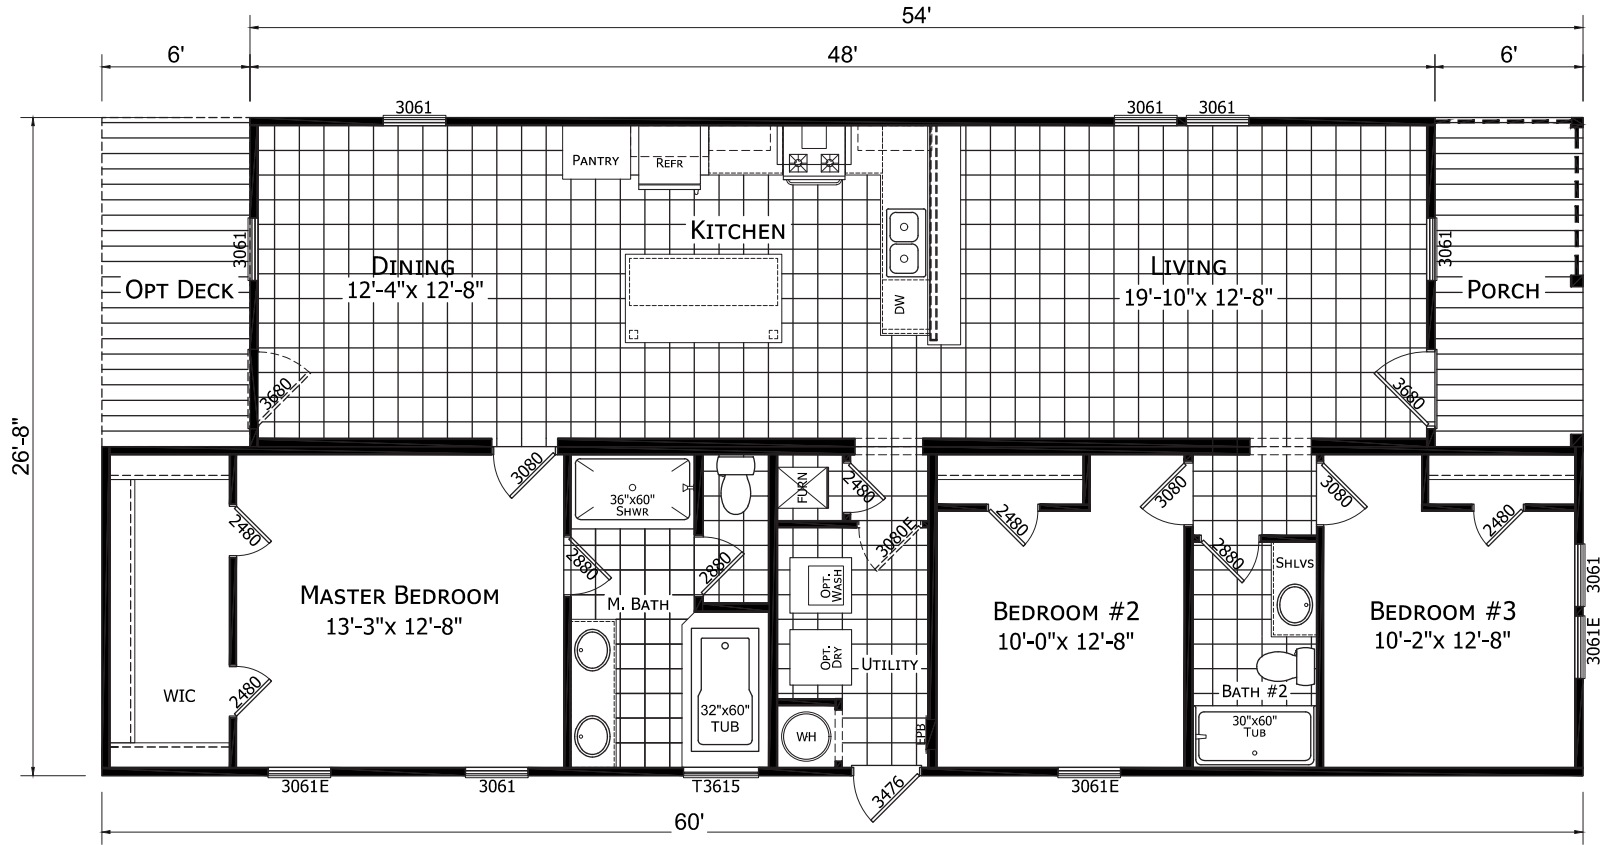 54'
6'
48'
6'
3061
3061
3061
PANTRY
REFR
KITCHEN
3061
3061
DINING
12'-4"x 12'-8"
LIVING
19'-10"x 12'-8"
OPT DECK
PORCH
DW
3680
3680
26'-8"
3080
36"x60"
SHWR
FURN
2480
3080
3080
2480
2480
2480
3080E
2880
2880
2880
SHLVS
OPT.
WASH
3061
MASTER BEDROOM
13'-3"x 12'-8"
M. BATH
BEDROOM #2
10'-0"x 12'-8"
BEDROOM #3
10'-2"x 12'-8"
3061E
OPT.
DRY
UTILITY
WIC
2480
BATH #2
32"x60"
TUB
WH
EPB
30"x60"
TUB
3061E
3061
T3615
3476
3061E
60'